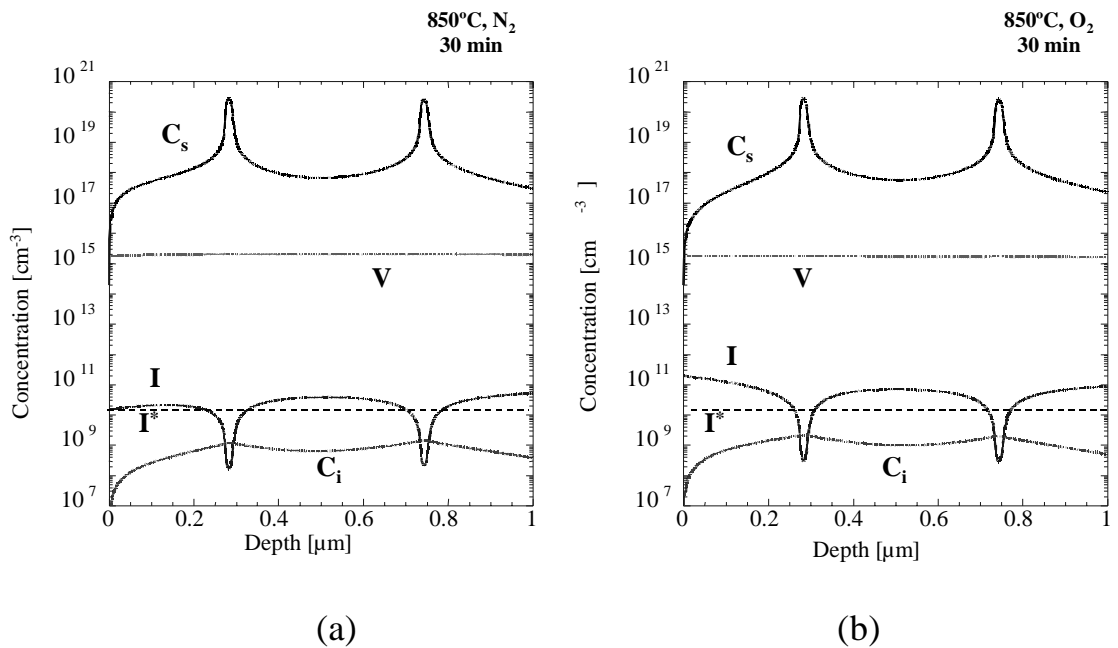 850ºC, N2
30 min
10 21
10 19
10 17
10 15
10 13
10 11
10 9
10 7
Concentration [cm-3]
Cs
V
I
I*
Ci
0 0.2 0.4 0.6 0.8 1
Depth [µm]
(a)
850ºC, O2
30 min
10 21
10 19
10 17
10 15
10 13
10 11
10 9
10 7
Concentration [cm -3 ]
Cs
V
I
I*
Ci
0 0.2 0.4 0.6 0.8 1
Depth [µm]
(b)